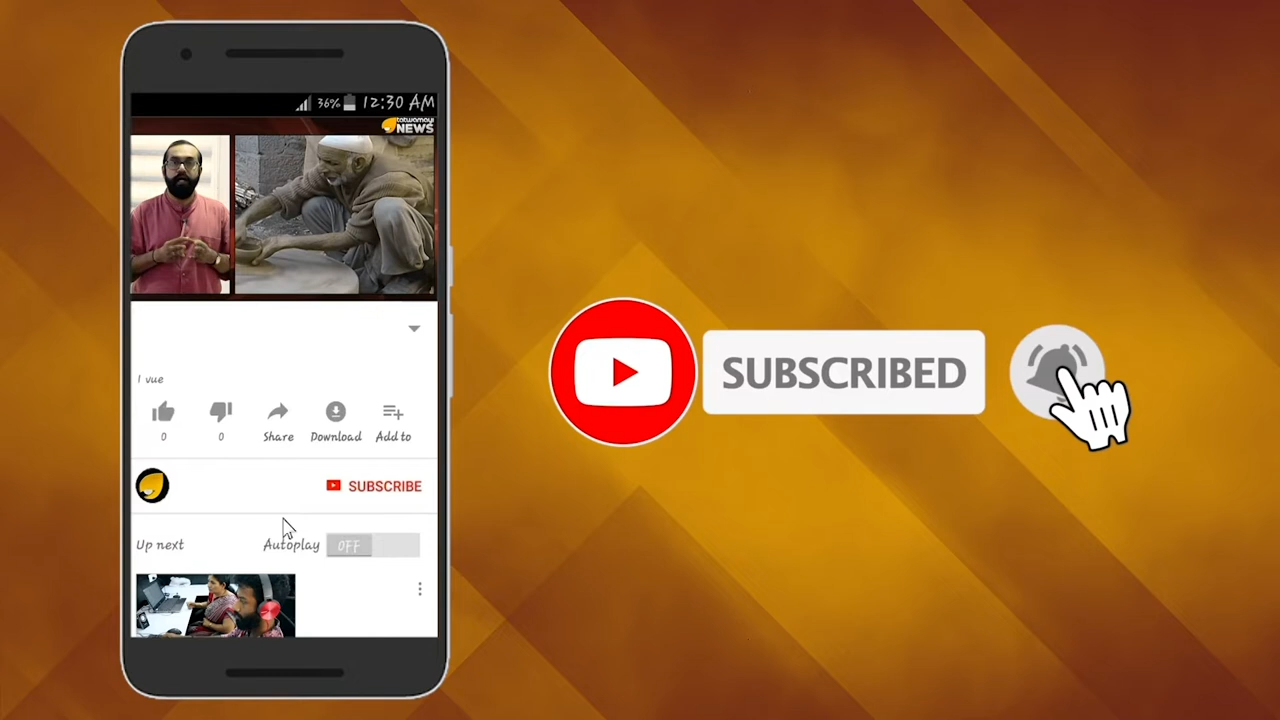 36% 12:30 AM
tatwamayi
NEWS
1 vue
0 0 Share Download Add to
SUBSCRIBE
Up next Autoplay OFF
SUBSCRIBED